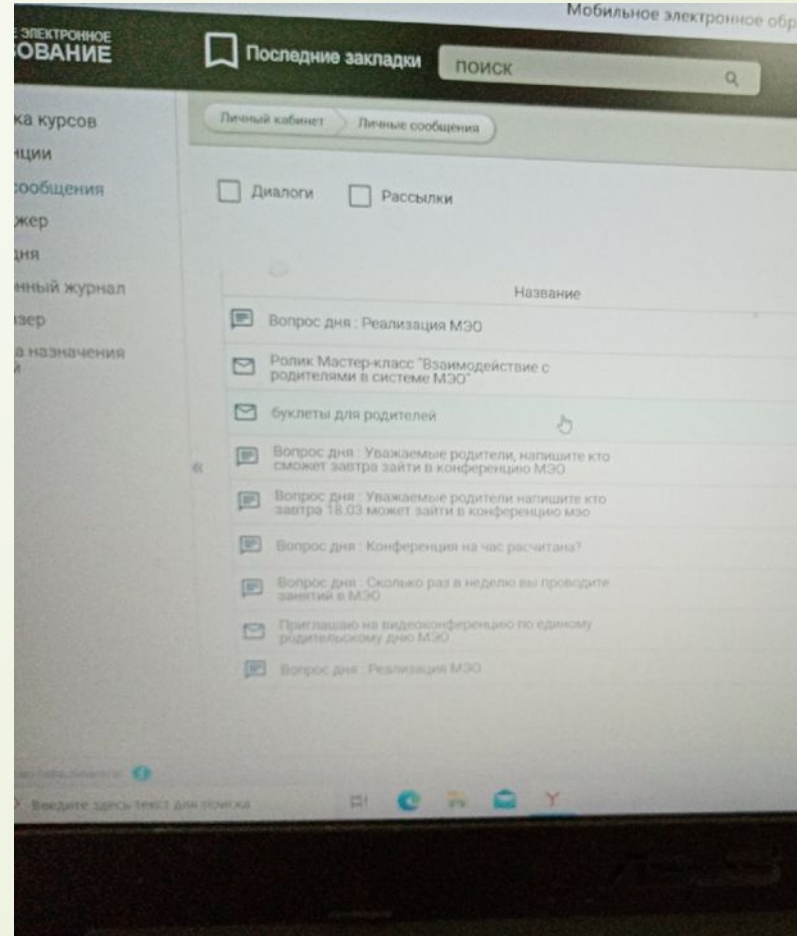 Мобильное электронное обр
ЭЛЕКТРОННОЕ
ОВАНИЕ
Последние закладки
ПОИСК
ка курсов
нции
сообщения
жер
дня
нный журнал
зер
а назначения
й
Личный кабинет
Личные сообщения
Диалоги
Рассылки
Название
Вопрос дня : Реализация МЭО
Ролик Мастер-класс "Взаимодействие с
родителями в системе МЭО"
буклеты для родителей
Вопрос дня : Уважаемые родители, напишите кто
сможет завтра зайти в конференцию МЭО
Вопрос дня : Уважаемые родители напишите кто
завтра 18.03 может зайти в конференцию мэо
Вопрос дня : Конференция на час расчитана?
Вопрос дня : Сколько раз в неделю вы проводите
занятий в МЭО
Приглашаю на видеоконференцию по единому
родительскому дню МЭО
Вопрос дня : Реализация МЭО
Введите здесь текст для поиска